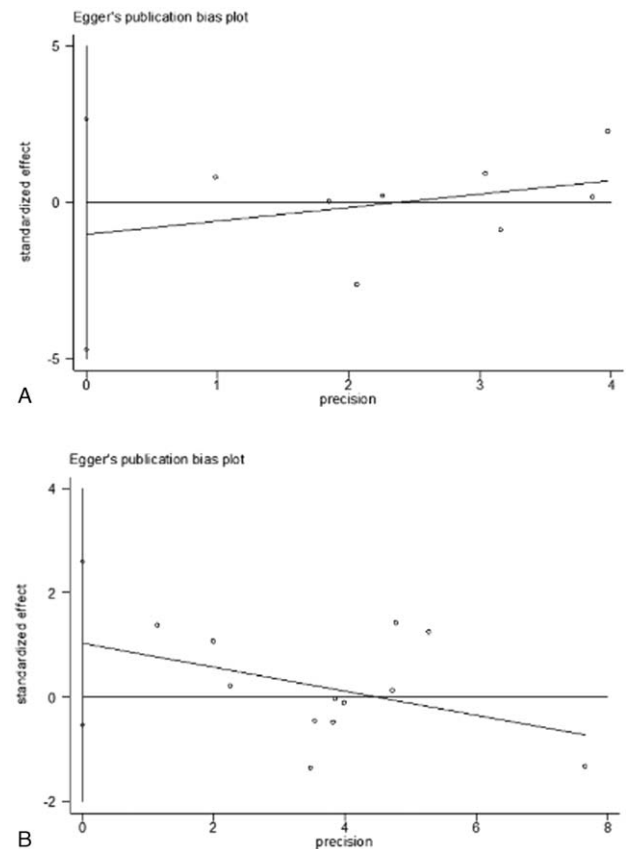 Egger's publication bias plot
5
0
-5
standardized effect
0 1 2 3 4
precision
A
Egger's publication bias plot
4
2
0
-2
standardized effect
0 2 4 6 8
precision
B